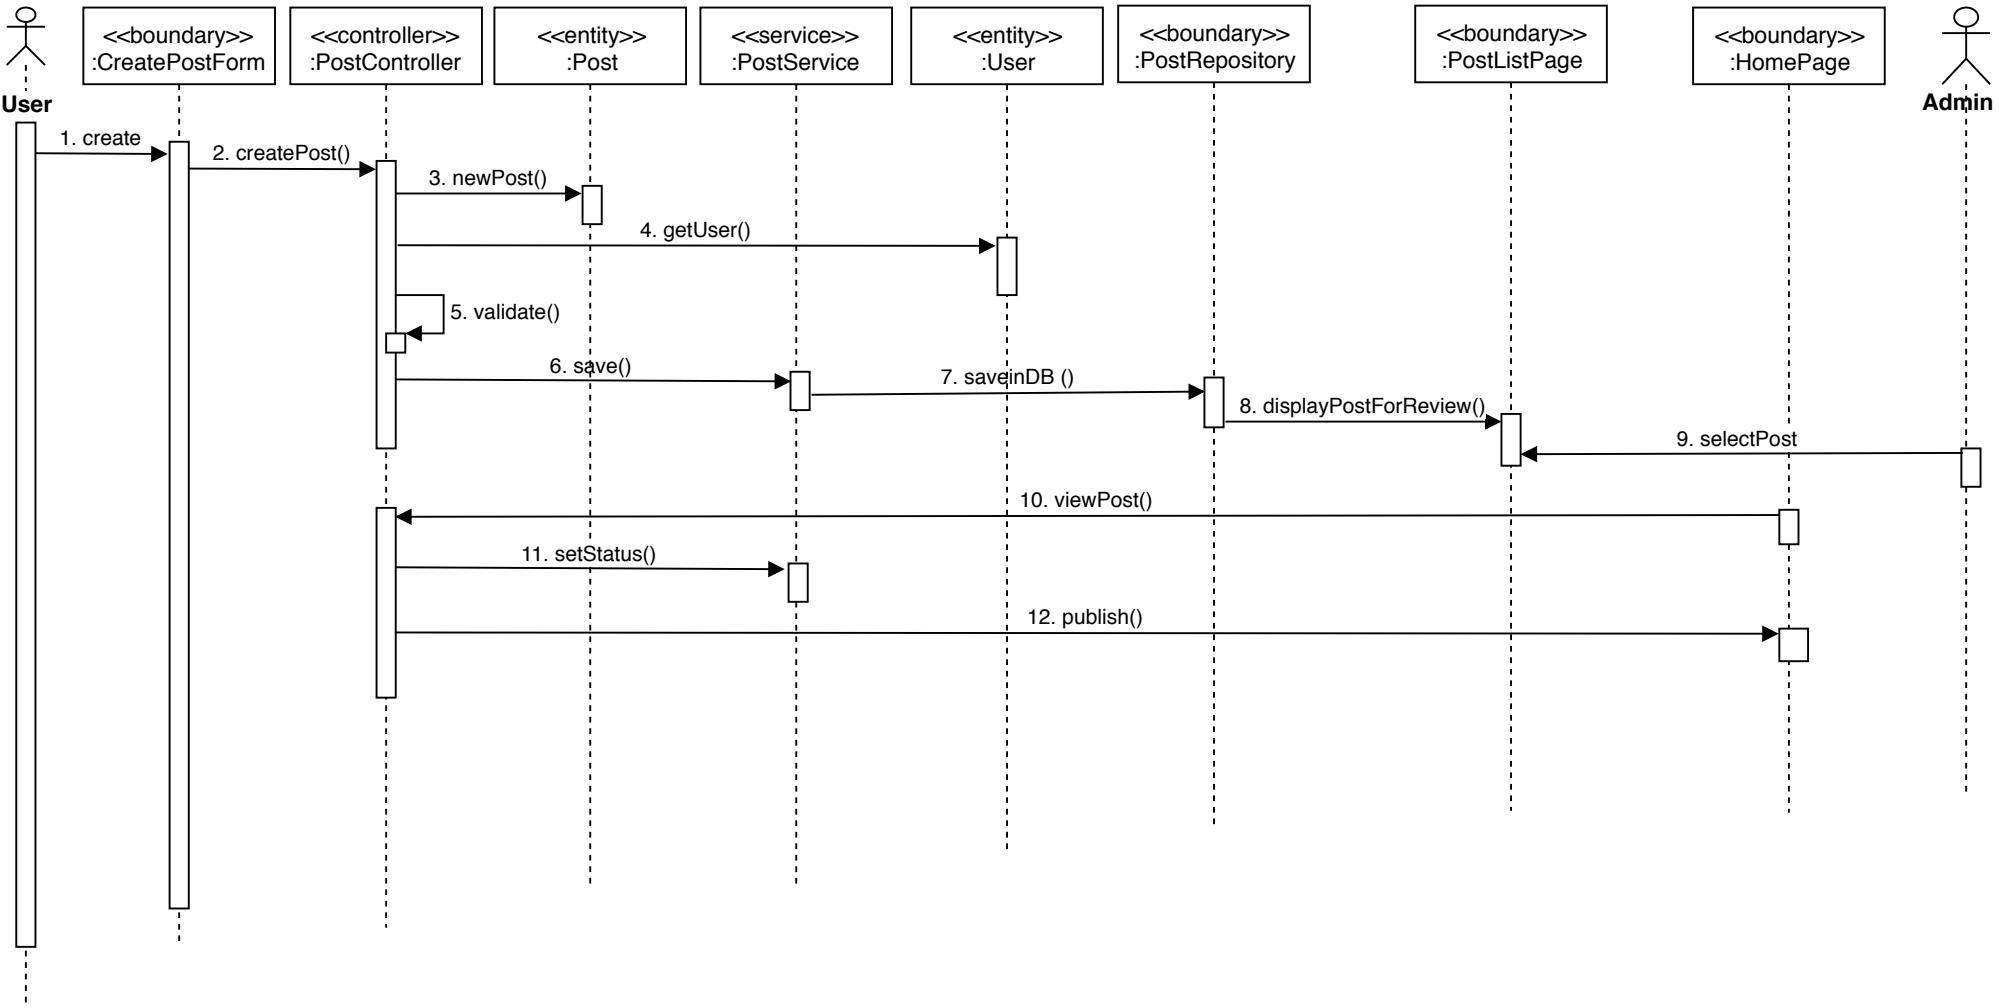 <<boundary>>
:CreatePostForm
<<controller>>
:PostController
<<entity>>
:Post
<<service>>
:PostService
<<entity>>
:User
<<boundary>>
:PostRepository
<<boundary>>
:PostListPage
<<boundary>>
:HomePage
User
Admin
1. create
2. createPost()
3. newPost()
4. getUser()
5. validate()
6. save()
7. saveinDB ()
8. displayPostForReview()
9. selectPost
10. viewPost()
11. setStatus()
12. publish()